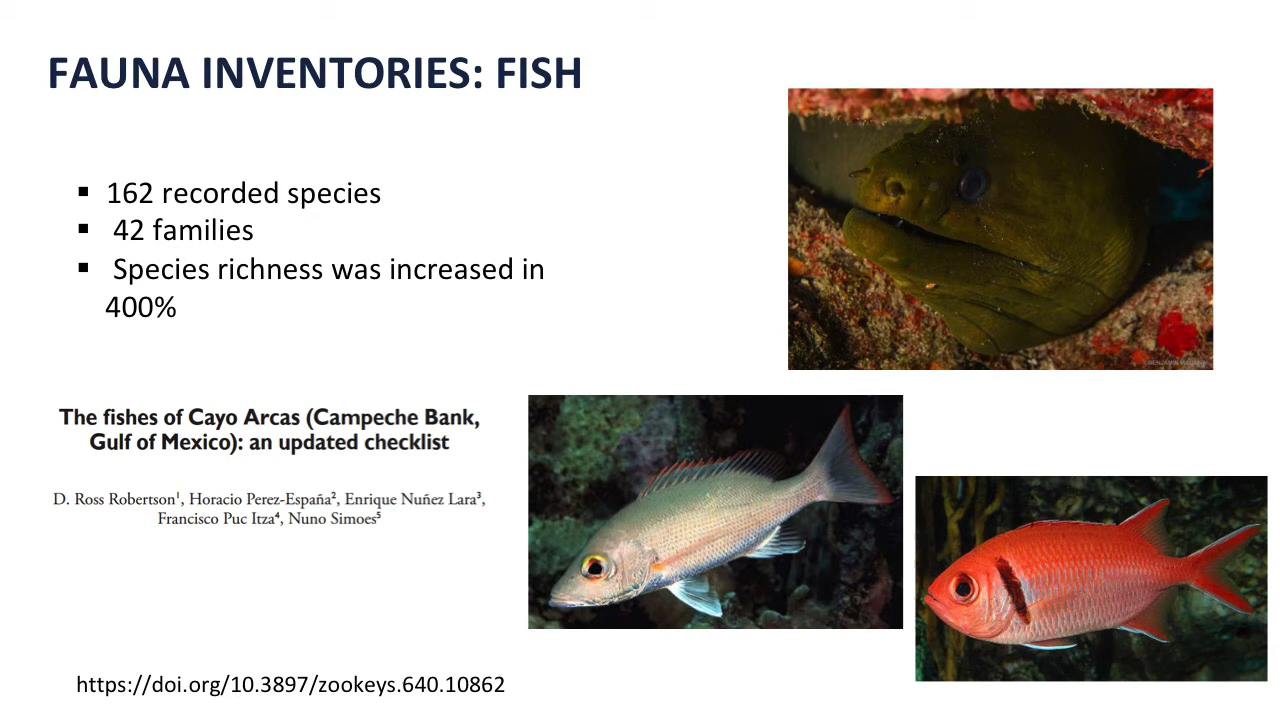 FAUNA INVENTORIES: FISH
▪ 162 recorded species
▪ 42 families
▪ Species richness was increased in
400%
The fishes of Cayo Arcas (Campeche Bank,
Gulf of Mexico): an updated checklist
D. Ross Robertson¹, Horacio Perez-España², Enrique Nuñez Lara³,
Francisco Puc Itza⁴, Nuno Simoes⁵
https://doi.org/10.3897/zookeys.640.10862